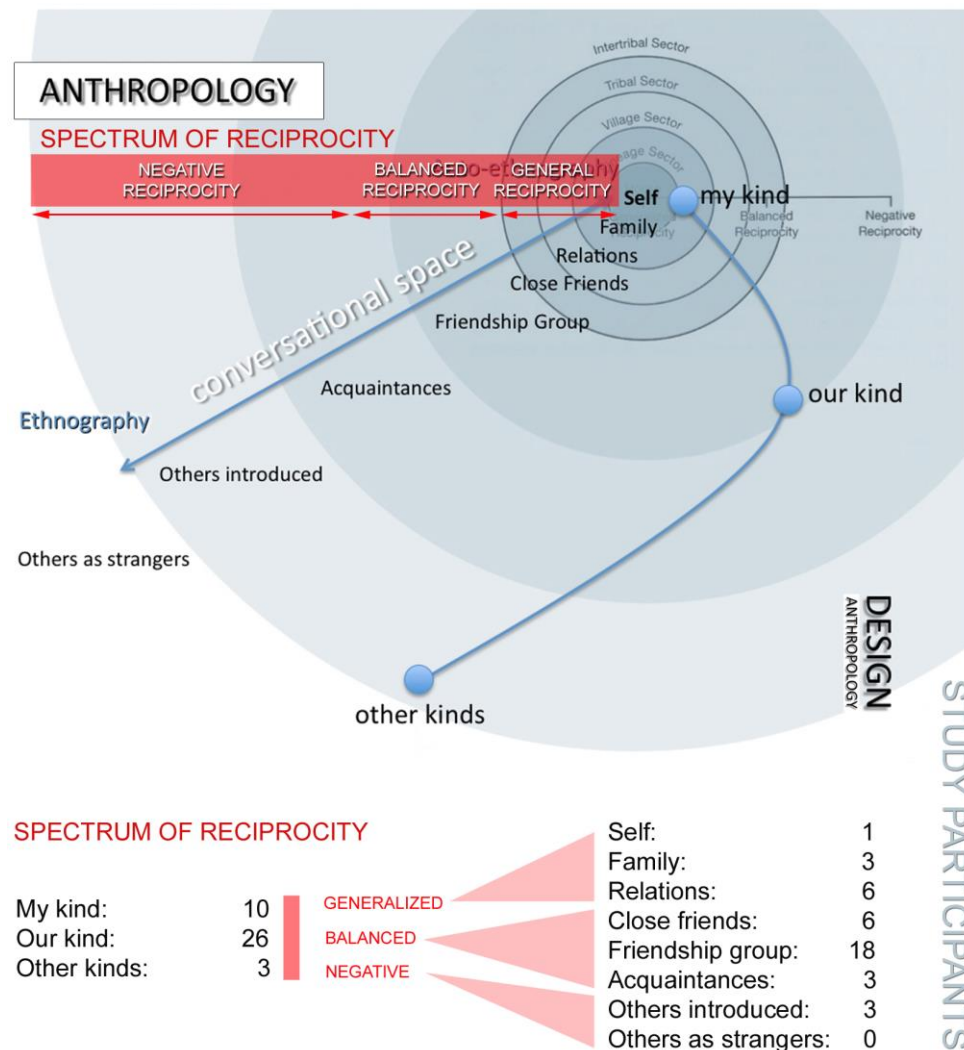 Intertribal Sector
Tribal Sector
Village Sector
ANTHROPOLOGY
SPECTRUM OF RECIPROCITY
NEGATIVE
RECIPROCITY
BALANCED
RECIPROCITY
GENERAL
RECIPROCITY
Sector
Self
my kind
Family
Balanced
Reciprocity
Negative
Reciprocity
Relations
Close Friends
conversational space
Friendship Group
Acquaintances
our kind
Ethnography
Others introduced
Others as strangers
DESIGN
ANTHROPOLOGY
other kinds
STUDY PARTICIPANTS
SPECTRUM OF RECIPROCITY
My kind: 10
Our kind: 26
Other kinds: 3
GENERALIZED
BALANCED
NEGATIVE
Self: 1
Family: 3
Relations: 6
Close friends: 6
Friendship group: 18
Acquaintances: 3
Others introduced: 3
Others as strangers: 0